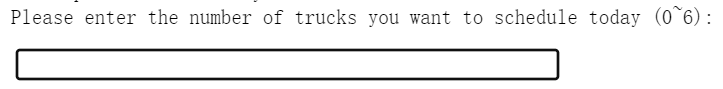 Please enter the number of trucks you want to schedule today (0~6):